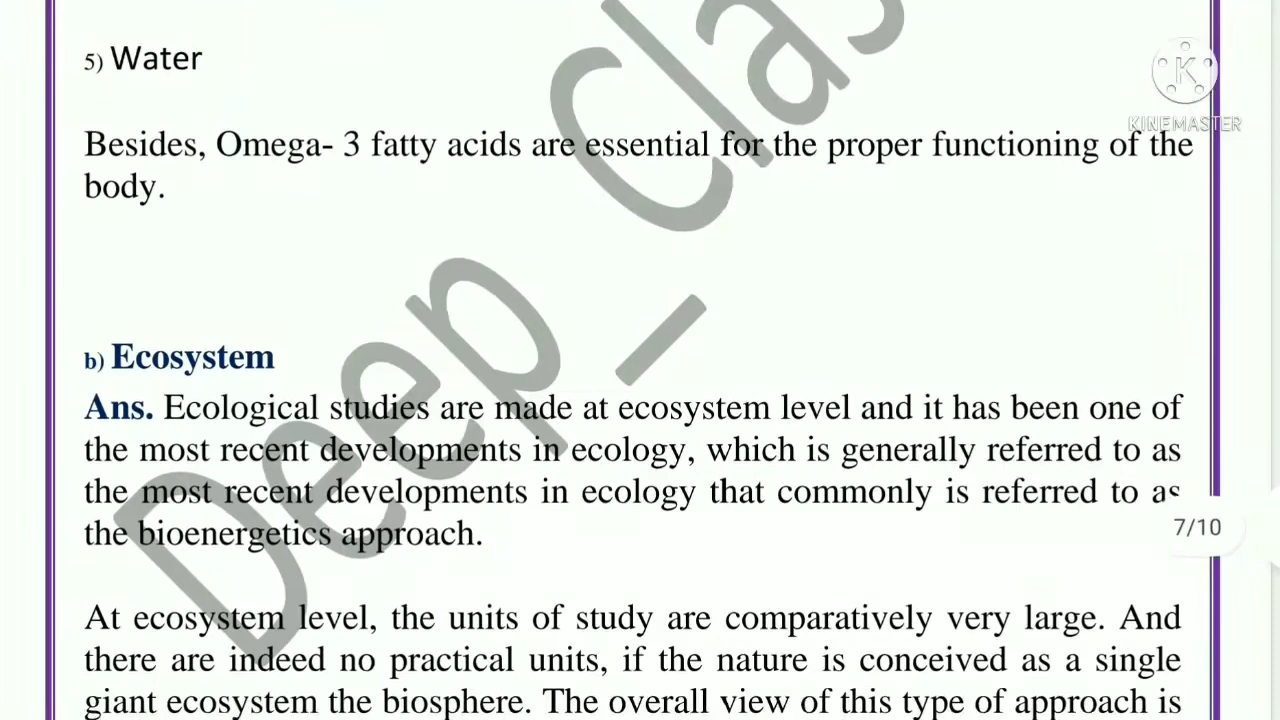 5) Water
Besides, Omega- 3 fatty acids are essential for the proper functioning of the
body.
b) Ecosystem
Ans. Ecological studies are made at ecosystem level and it has been one of
the most recent developments in ecology, which is generally referred to as
the most recent developments in ecology that commonly is referred to as
the bioenergetics approach.
At ecosystem level, the units of study are comparatively very large. And
there are indeed no practical units, if the nature is conceived as a single
giant ecosystem the biosphere. The overall view of this type of approach is
Deep_Clas
K
KINEMASTER
7/10